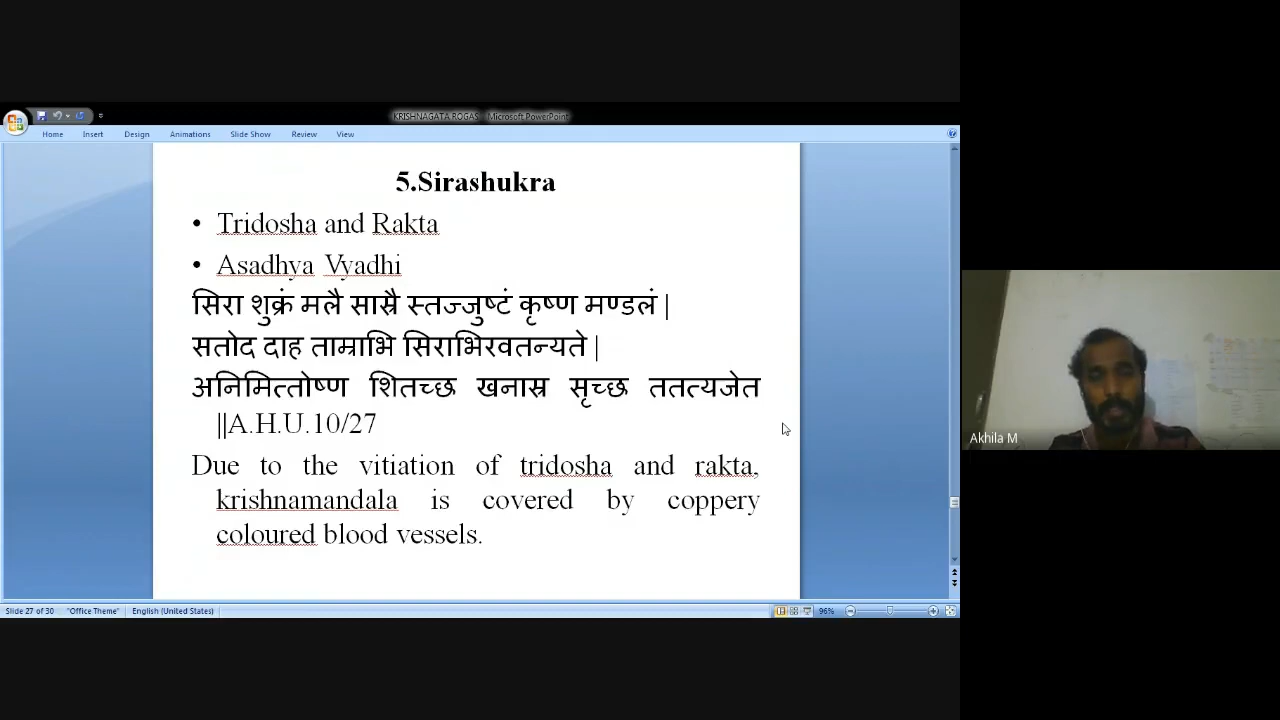 KRISHNAGATA ROGAS - Microsoft PowerPoint
Home Insert Design Animations Slide Show Review View
5.Sirashukra
• Tridosha and Rakta
• Asadhya Vyadhi
सिरा शुक्रं मलै सास्रै स्तज्जुष्टं कृष्ण मण्डलं |
सतोद दाह ताम्राभि सिराभिरवतन्यते |
अनिमित्तोष्ण शितच्छ खनास्र सृच्छ ततत्यजेत
||A.H.U.10/27
Due to the vitiation of tridosha and rakta,
krishnamandala is covered by coppery
coloured blood vessels.
Akhila M
Slide 27 of 30 "Office Theme" English (United States) 96%